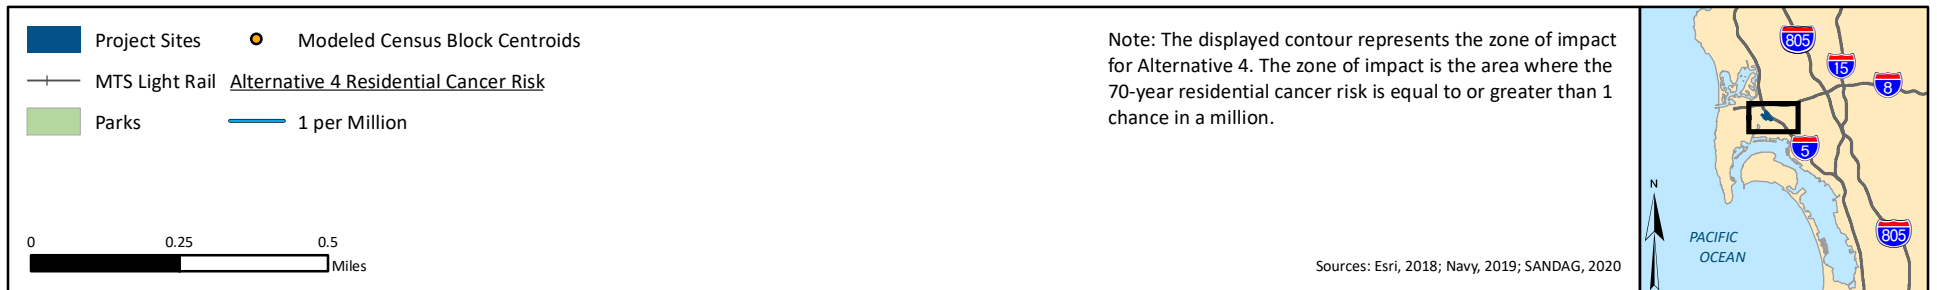 Project Sites
Modeled Census Block Centroids
MTS Light Rail
Alternative 4 Residential Cancer Risk
Parks
1 per Million
0 0.25 0.5
Miles
Note: The displayed contour represents the zone of impact
for Alternative 4. The zone of impact is the area where the
70-year residential cancer risk is equal to or greater than 1
chance in a million.
Sources: Esri, 2018; Navy, 2019; SANDAG, 2020
805
15
8
5
N
PACIFIC
OCEAN
805